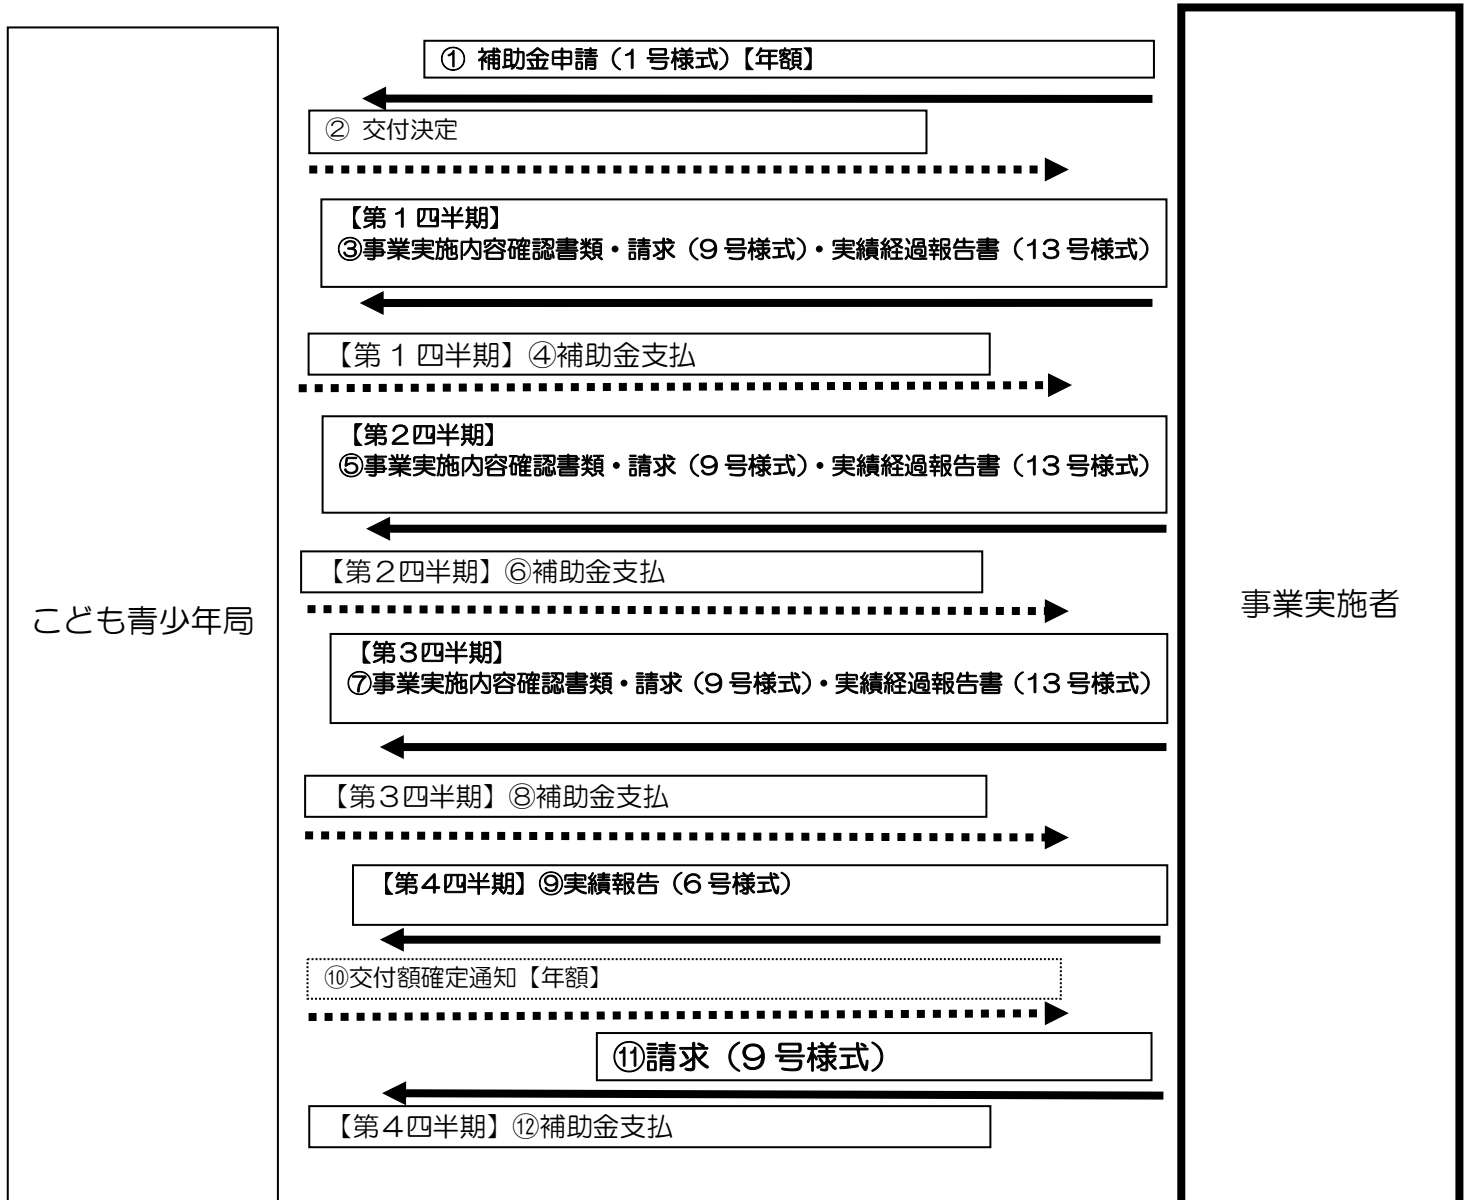 ① 補助金申請（１号様式）【年額】
② 交付決定
【第１四半期】
③事業実施内容確認書類・請求（９号様式）・実績経過報告書（13号様式）
【第１四半期】④補助金支払
【第２四半期】
⑤事業実施内容確認書類・請求（９号様式）・実績経過報告書（13号様式）
【第２四半期】⑥補助金支払
こども青少年局
事業実施者
【第３四半期】
⑦事業実施内容確認書類・請求（９号様式）・実績経過報告書（13号様式）
【第３四半期】⑧補助金支払
【第４四半期】⑨実績報告（６号様式）
⑩交付額確定通知【年額】
⑪請求（９号様式）
【第４四半期】⑫補助金支払